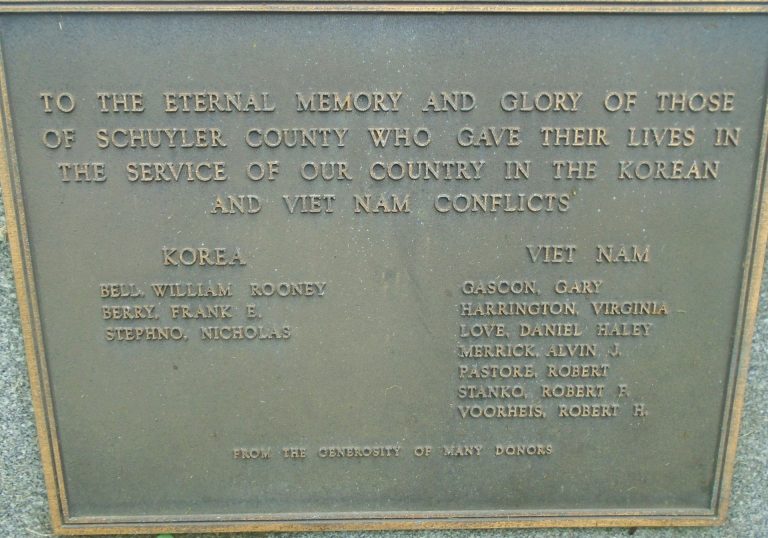 TO THE ETERNAL MEMORY AND GLORY OF THOSE
OF SCHUYLER COUNTY WHO GAVE THEIR LIVES IN
THE SERVICE OF OUR COUNTRY IN THE KOREAN
AND VIET NAM CONFLICTS
KOREA
BELL, WILLIAM ROONEY
BERRY, FRANK E.
STEPHNO, NICHOLAS
VIET NAM
GASCON, GARY
HARRINGTON, VIRGINIA
LOVE, DANIEL HALEY
MERRICK, ALVIN J.
PASTORE, ROBERT
STANKO, ROBERT F.
VOORHEIS, ROBERT H.
FROM THE GENEROSITY OF MANY DONORS